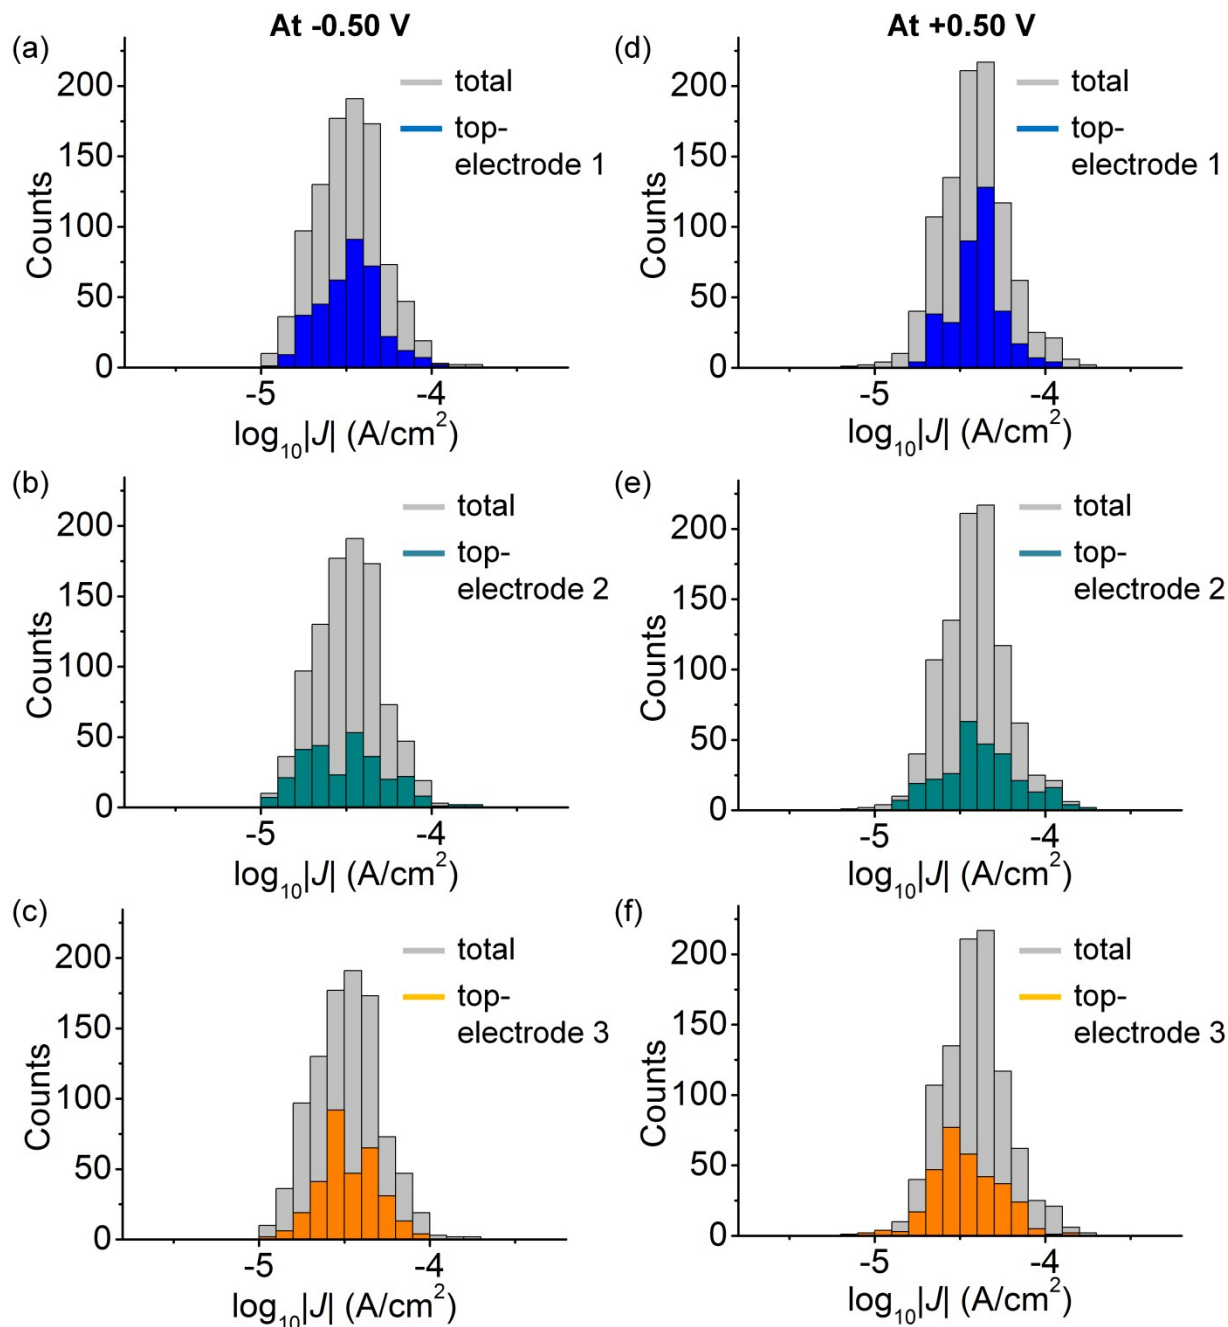 At -0.50 V
(a)
200
150
100
50
0
Counts
total
top-
electrode 1
-5
-4
log10|J| (A/cm2)
At +0.50 V
(d)
200
150
100
50
0
Counts
total
top-
electrode 1
-5
-4
log10|J| (A/cm2)
(b)
200
150
100
50
0
Counts
total
top-
electrode 2
-5
-4
log10|J| (A/cm2)
(e)
200
150
100
50
0
Counts
total
top-
electrode 2
-5
-4
log10|J| (A/cm2)
(c)
200
150
100
50
0
Counts
total
top-
electrode 3
-5
-4
log10|J| (A/cm2)
(f)
200
150
100
50
0
Counts
total
top-
electrode 3
-5
-4
log10|J| (A/cm2)